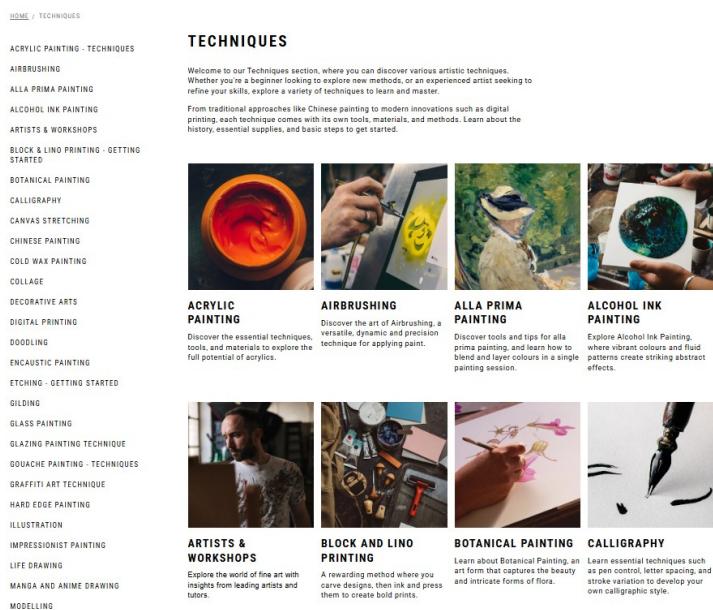 HOME / TECHNIQUES
ACRYLIC PAINTING - TECHNIQUES
AIRBRUSHING
ALLA PRIMA PAINTING
ALCOHOL INK PAINTING
ARTISTS & WORKSHOPS
BLOCK & LINO PRINTING - GETTING
STARTED
BOTANICAL PAINTING
CALLIGRAPHY
CANVAS STRETCHING
CHINESE PAINTING
COLD WAX PAINTING
COLLAGE
DECORATIVE ARTS
DIGITAL PRINTING
DOODLING
ENCAUSTIC PAINTING
ETCHING - GETTING STARTED
GILDING
GLASS PAINTING
GLAZING PAINTING TECHNIQUE
GOUACHE PAINTING - TECHNIQUES
GRAFFITI ART TECHNIQUE
HARD EDGE PAINTING
ILLUSTRATION
IMPRESSIONIST PAINTING
LIFE DRAWING
MANGA AND ANIME DRAWING
MODELLING
TECHNIQUES
Welcome to our Techniques section, where you can discover various artistic techniques.
Whether you're a beginner looking to explore new methods, or an experienced artist seeking to
refine your skills, explore a variety of techniques to learn and master.
From traditional approaches like Chinese painting to modern innovations such as digital
printing, each technique comes with its own tools, materials, and methods. Learn about the
history, essential supplies, and basic steps to get started.
ACRYLIC
PAINTING
Discover the essential techniques,
tools, and materials to explore the
full potential of acrylics.
AIRBRUSHING
Discover the art of Airbrushing, a
versatile, dynamic and precision
technique for applying paint.
ALLA PRIMA
PAINTING
Discover tools and tips for alla
prima painting, and learn how to
blend and layer colours in a single
painting session.
ALCOHOL INK
PAINTING
Explore Alcohol Ink Painting,
where vibrant colours and fluid
patterns create striking abstract
effects.
ARTISTS &
WORKSHOPS
Explore the world of fine art with
insights from leading artists and
tutors.
BLOCK AND LINO
PRINTING
A rewarding method where you
carve designs, then ink and press
them to create bold prints.
BOTANICAL PAINTING
Learn about Botanical Painting, an
art form that captures the beauty
and intricate forms of flora.
CALLIGRAPHY
Learn essential techniques such
as pen control, letter spacing, and
stroke variation to develop your
own calligraphic style.